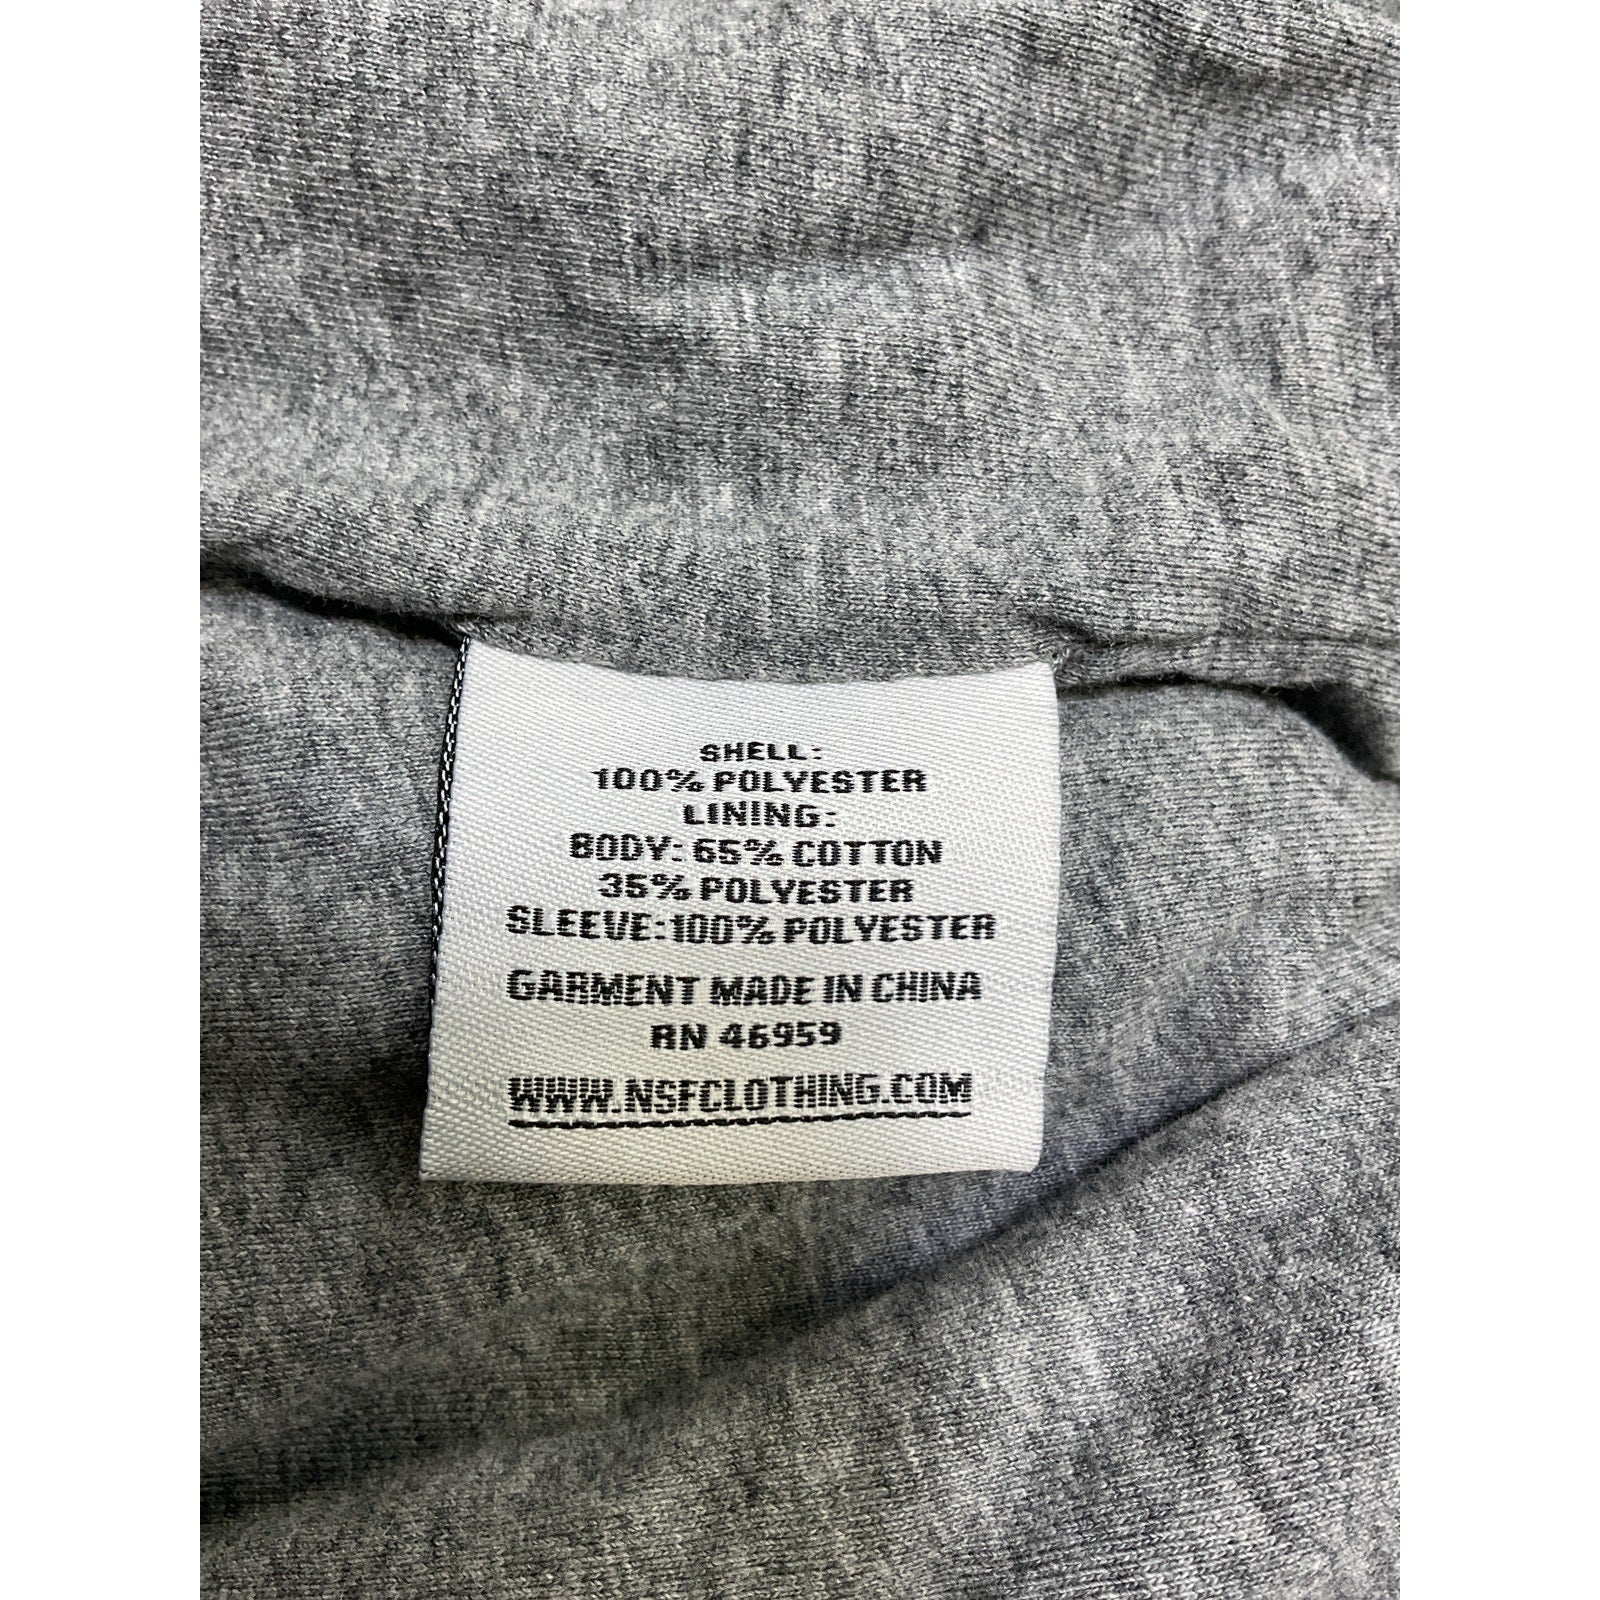 SHELL:
100% POLYESTER
LINING:
BODY: 65% COTTON
35% POLYESTER
SLEEVE:100% POLYESTER
GARMENT MADE IN CHINA
RN 46959
WWW.NSFCLOTHING.COM